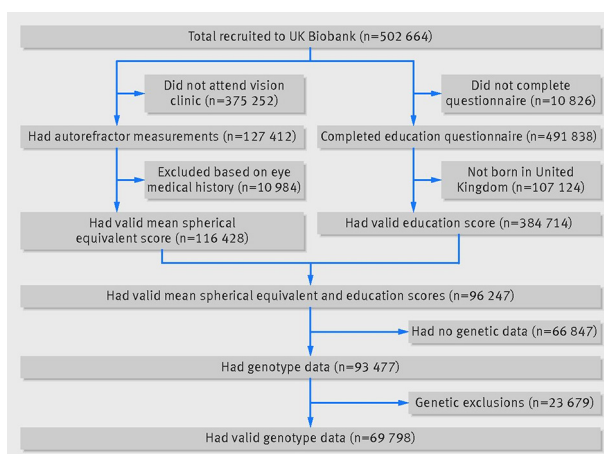 Total recruited to UK Biobank (n=502 664)
Did not attend vision
clinic (n=375 252)
Did not complete
questionnaire (n=10 826)
Had autorefractor measurements (n=127 412)
Completed education questionnaire (n=491 838)
Excluded based on eye
medical history (n=10 984)
Not born in United
Kingdom (n=107 124)
Had valid mean spherical
equivalent score (n=116 428)
Had valid education score (n=384 714)
Had valid mean spherical equivalent and education scores (n=96 247)
Had no genetic data (n=66 847)
Had genotype data (n=93 477)
Genetic exclusions (n=23 679)
Had valid genotype data (n=69 798)